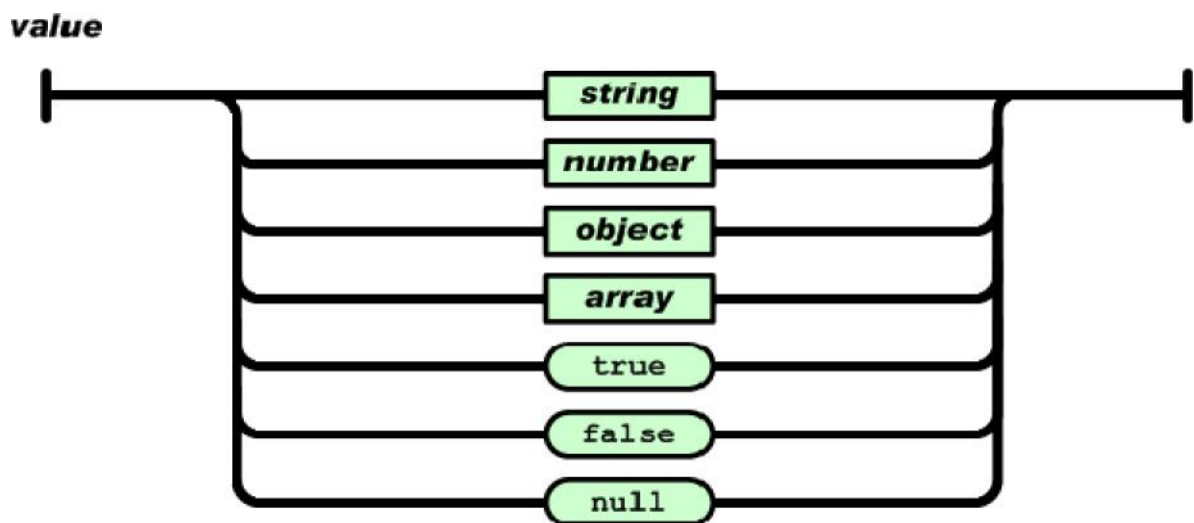 value
string
number
object
array
true
false
null